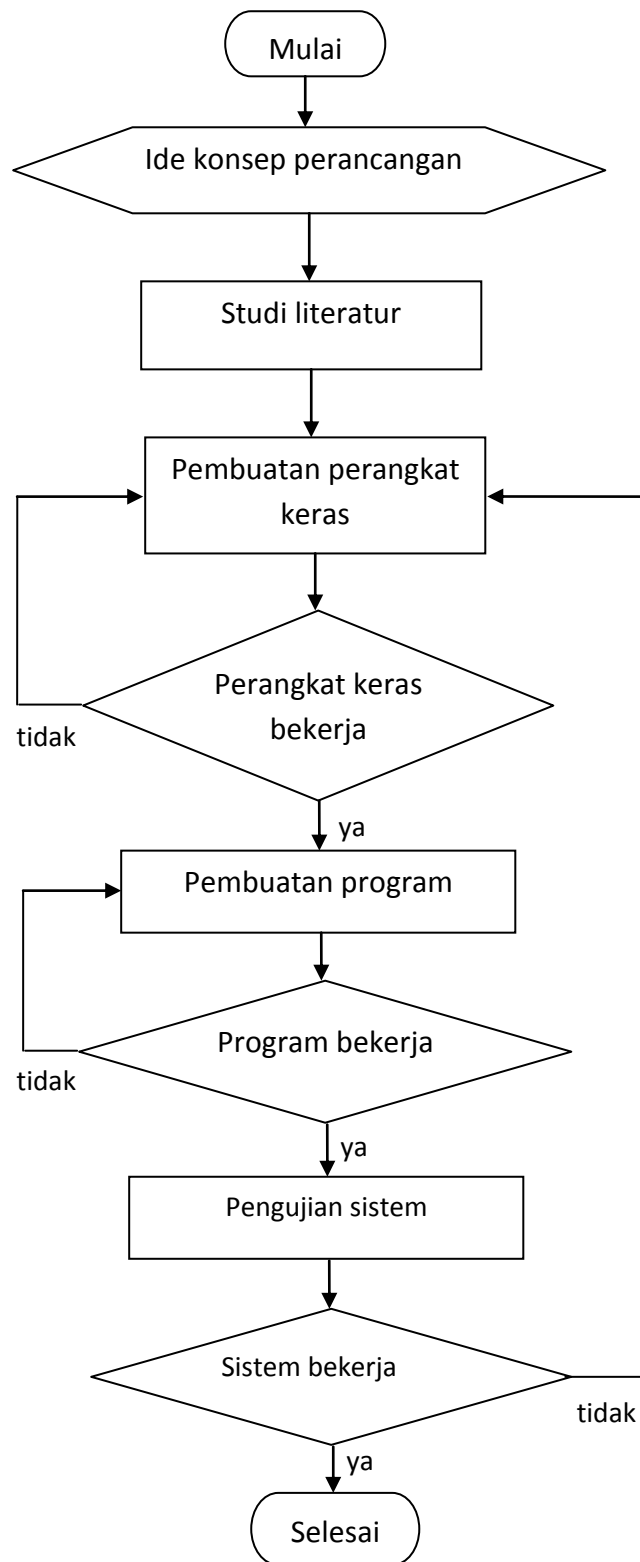 Mulai
Ide konsep perancangan
Studi literatur
Pembuatan perangkat
keras
Perangkat keras
bekerja
tidak
ya
Pembuatan program
Program bekerja
tidak
ya
Pengujian sistem
Sistem bekerja
tidak
ya
Selesai